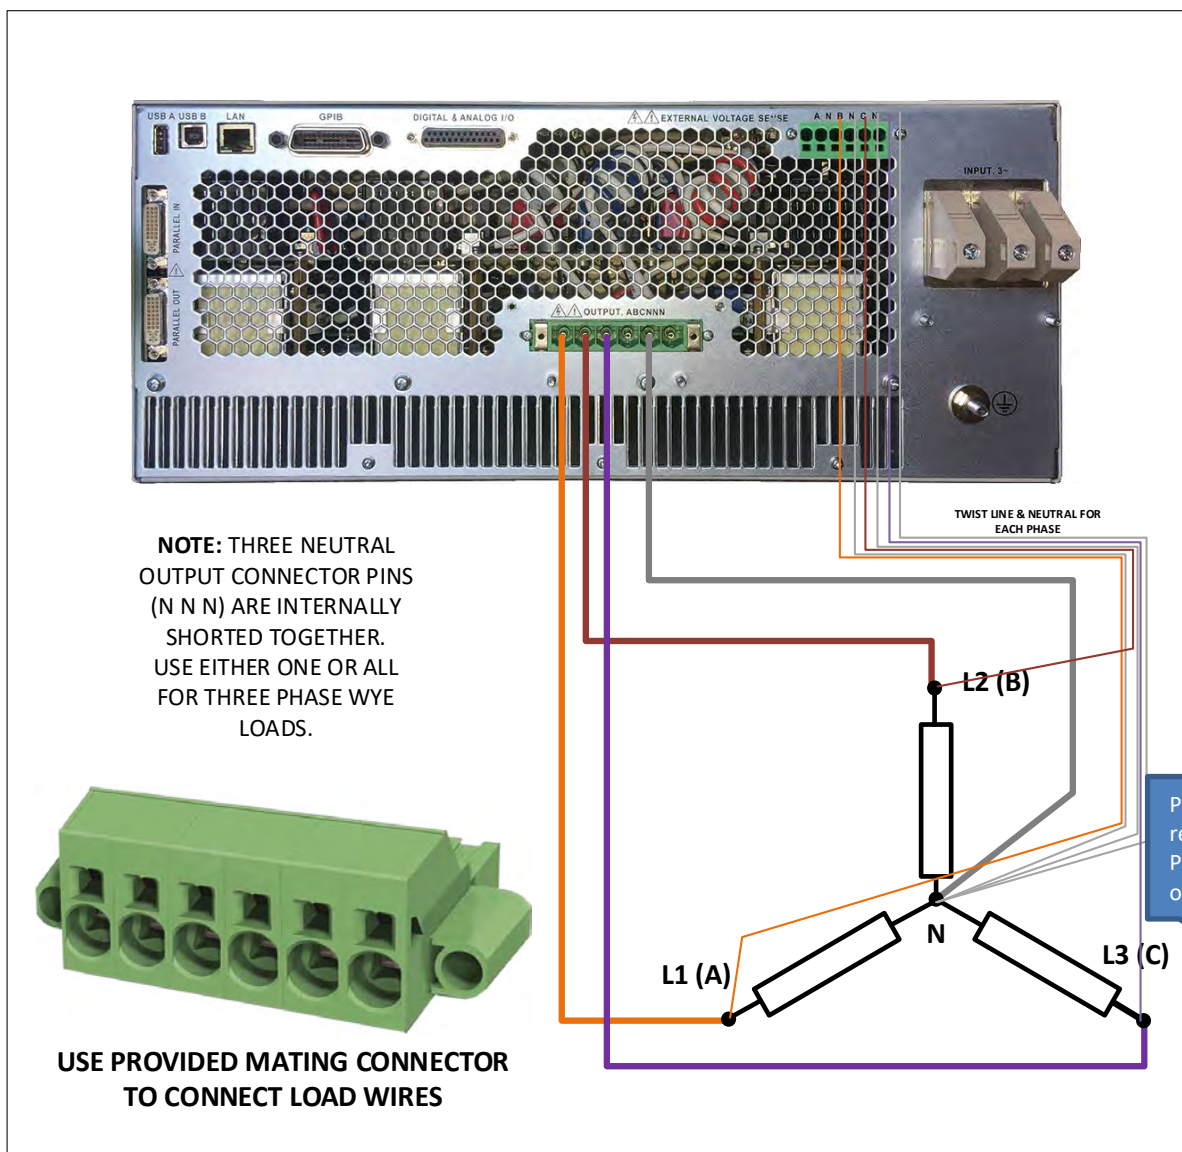 USB A USB B LAN GPIB DIGITAL & ANALOG I/O EXTERNAL VOLTAGE SENSE A N B N C N
INPUT, 3~
PARALLEL IN
PARALLEL OUT
OUTPUT, ABCNNN
TWIST LINE & NEUTRAL FOR
EACH PHASE
NOTE: THREE NEUTRAL
OUTPUT CONNECTOR PINS
(N N N) ARE INTERNALLY
SHORTED TOGETHER.
USE EITHER ONE OR ALL
FOR THREE PHASE WYE
LOADS.
L2 (B)
N
L1 (A)
L3 (C)
P
re
P
o
USE PROVIDED MATING CONNECTOR
TO CONNECT LOAD WIRES